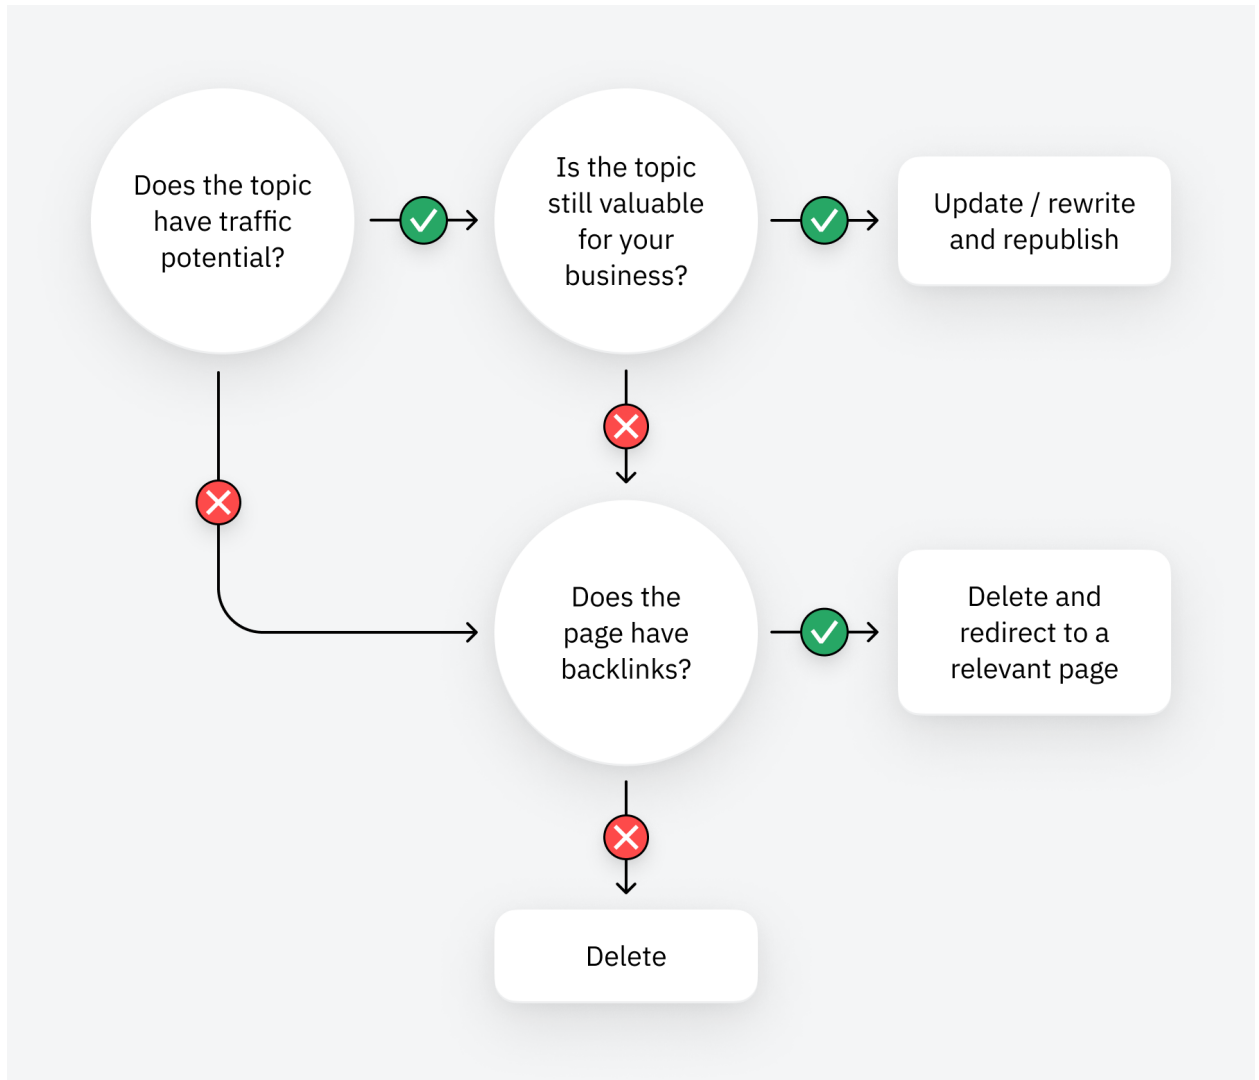 Does the topic
have traffic
potential?
Is the topic
still valuable
for your
business?
Update / rewrite
and republish
Does the
page have
backlinks?
Delete and
redirect to a
relevant page
Delete